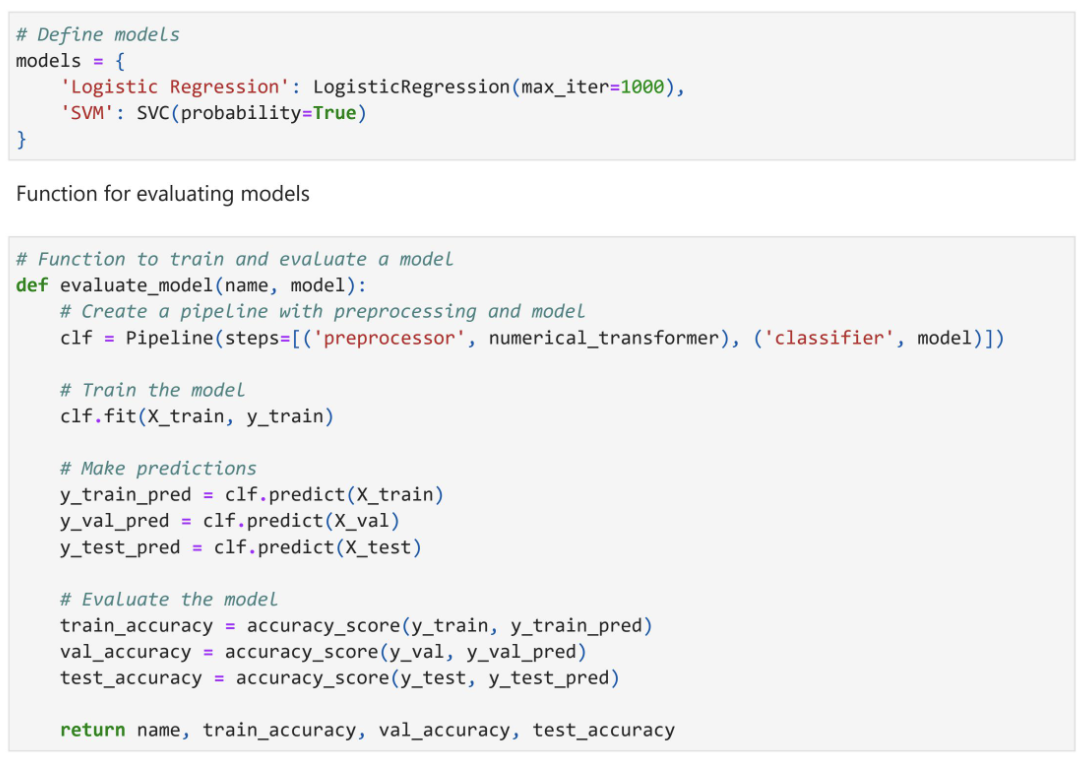 # Define models
models = {
    'Logistic Regression': LogisticRegression(max_iter=1000),
    'SVM': SVC(probability=True)
}
Function for evaluating models
# Function to train and evaluate a model
def evaluate_model(name, model):
    # Create a pipeline with preprocessing and model
    clf = Pipeline(steps=[('preprocessor', numerical_transformer), ('classifier', model)])
    # Train the model
    clf.fit(X_train, y_train)
    # Make predictions
    y_train_pred = clf.predict(X_train)
    y_val_pred = clf.predict(X_val)
    y_test_pred = clf.predict(X_test)
    # Evaluate the model
    train_accuracy = accuracy_score(y_train, y_train_pred)
    val_accuracy = accuracy_score(y_val, y_val_pred)
    test_accuracy = accuracy_score(y_test, y_test_pred)
    return name, train_accuracy, val_accuracy, test_accuracy